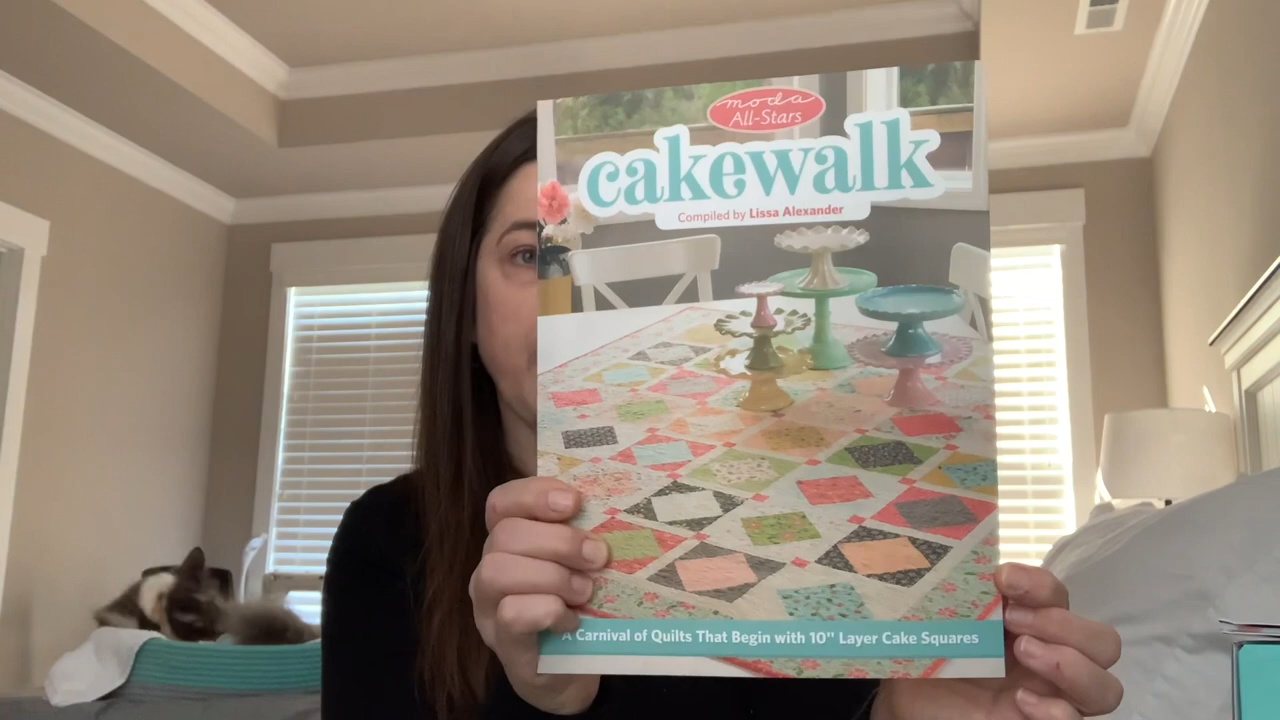 moda
All-Stars
cakewalk
Compiled by Lissa Alexander
A Carnival of Quilts That Begin with 10" Layer Cake Squares